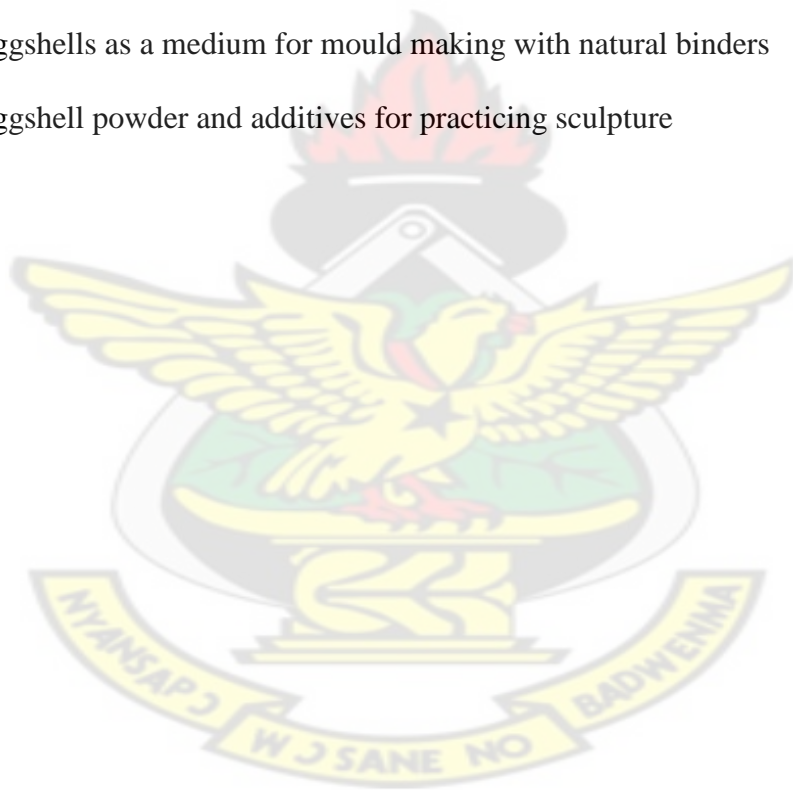 ggshells as a medium for mould making with natural binders
ggshell powder and additives for practicing sculpture
NYANSAPƆ WƆSANE NO BADWENMA